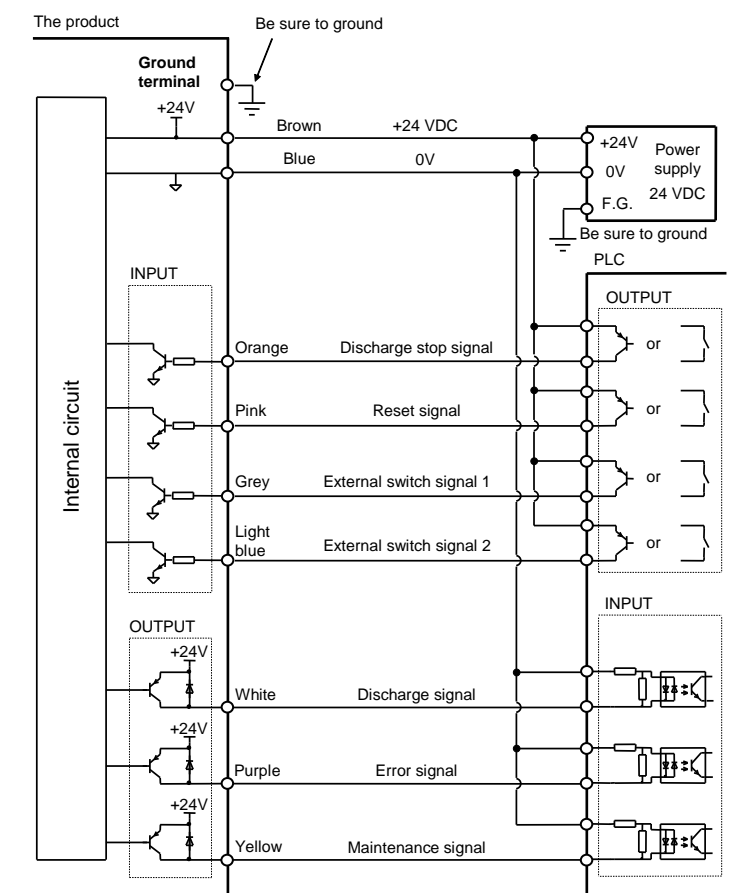 The product
Be sure to ground
Ground
terminal
+24V
Brown
+24 VDC
Blue
0V
+24V
Power
supply
24 VDC
0V
F.G.
Be sure to ground
PLC
INPUT
OUTPUT
Orange
Discharge stop signal
or
Pink
Reset signal
or
Internal circuit
Grey
External switch signal 1
or
Light
blue
External switch signal 2
or
INPUT
OUTPUT
+24V
White
Discharge signal
+24V
Purple
Error signal
+24V
Yellow
Maintenance signal